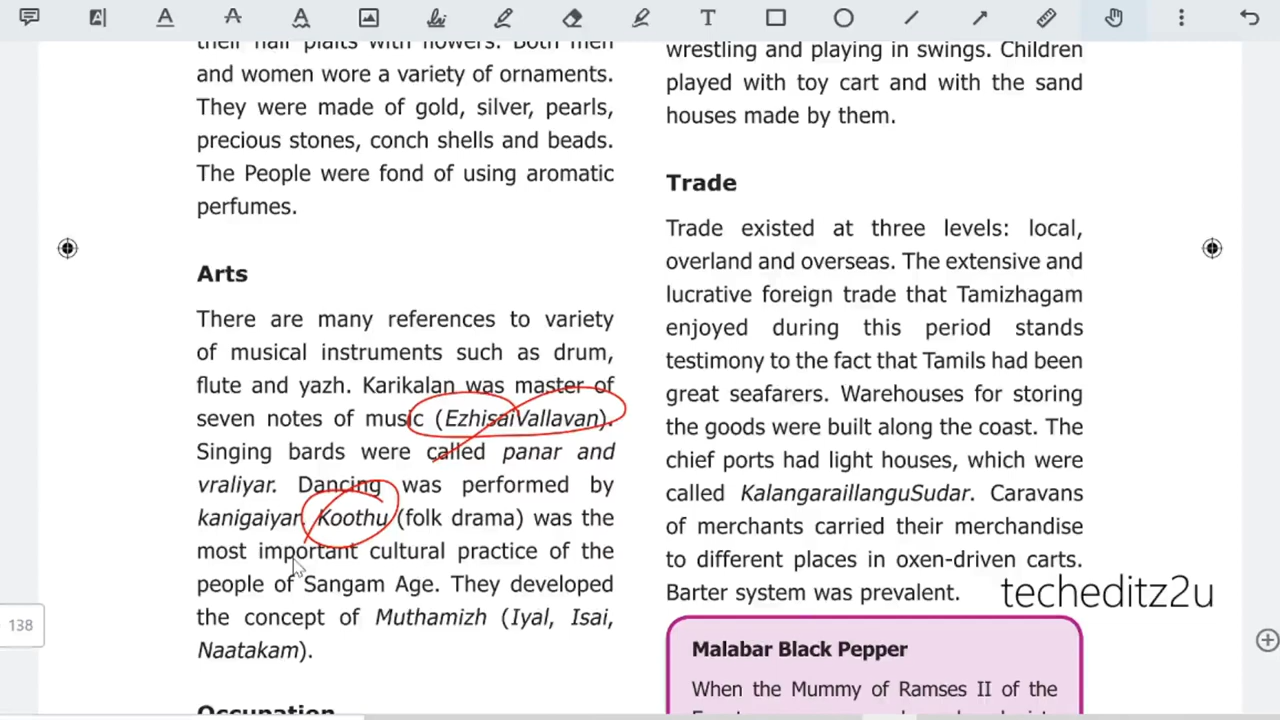 their hair plaits with flowers. Both men
and women wore a variety of ornaments.
They were made of gold, silver, pearls,
precious stones, conch shells and beads.
The People were fond of using aromatic
perfumes.
Arts
There are many references to variety
of musical instruments such as drum,
flute and yazh. Karikalan was master of
seven notes of music (EzhisaiVallavan).
Singing bards were called panar and
vraliyar. Dancing was performed by
kanigaiyar. Koothu (folk drama) was the
most important cultural practice of the
people of Sangam Age. They developed
the concept of Muthamizh (Iyal, Isai,
Naatakam).
Occupation
wrestling and playing in swings. Children
played with toy cart and with the sand
houses made by them.
Trade
Trade existed at three levels: local,
overland and overseas. The extensive and
lucrative foreign trade that Tamizhagam
enjoyed during this period stands
testimony to the fact that Tamils had been
great seafarers. Warehouses for storing
the goods were built along the coast. The
chief ports had light houses, which were
called KalangaraillanguSudar. Caravans
of merchants carried their merchandise
to different places in oxen-driven carts.
Barter system was prevalent.
techeditz2u
Malabar Black Pepper
When the Mummy of Ramses II of the
138